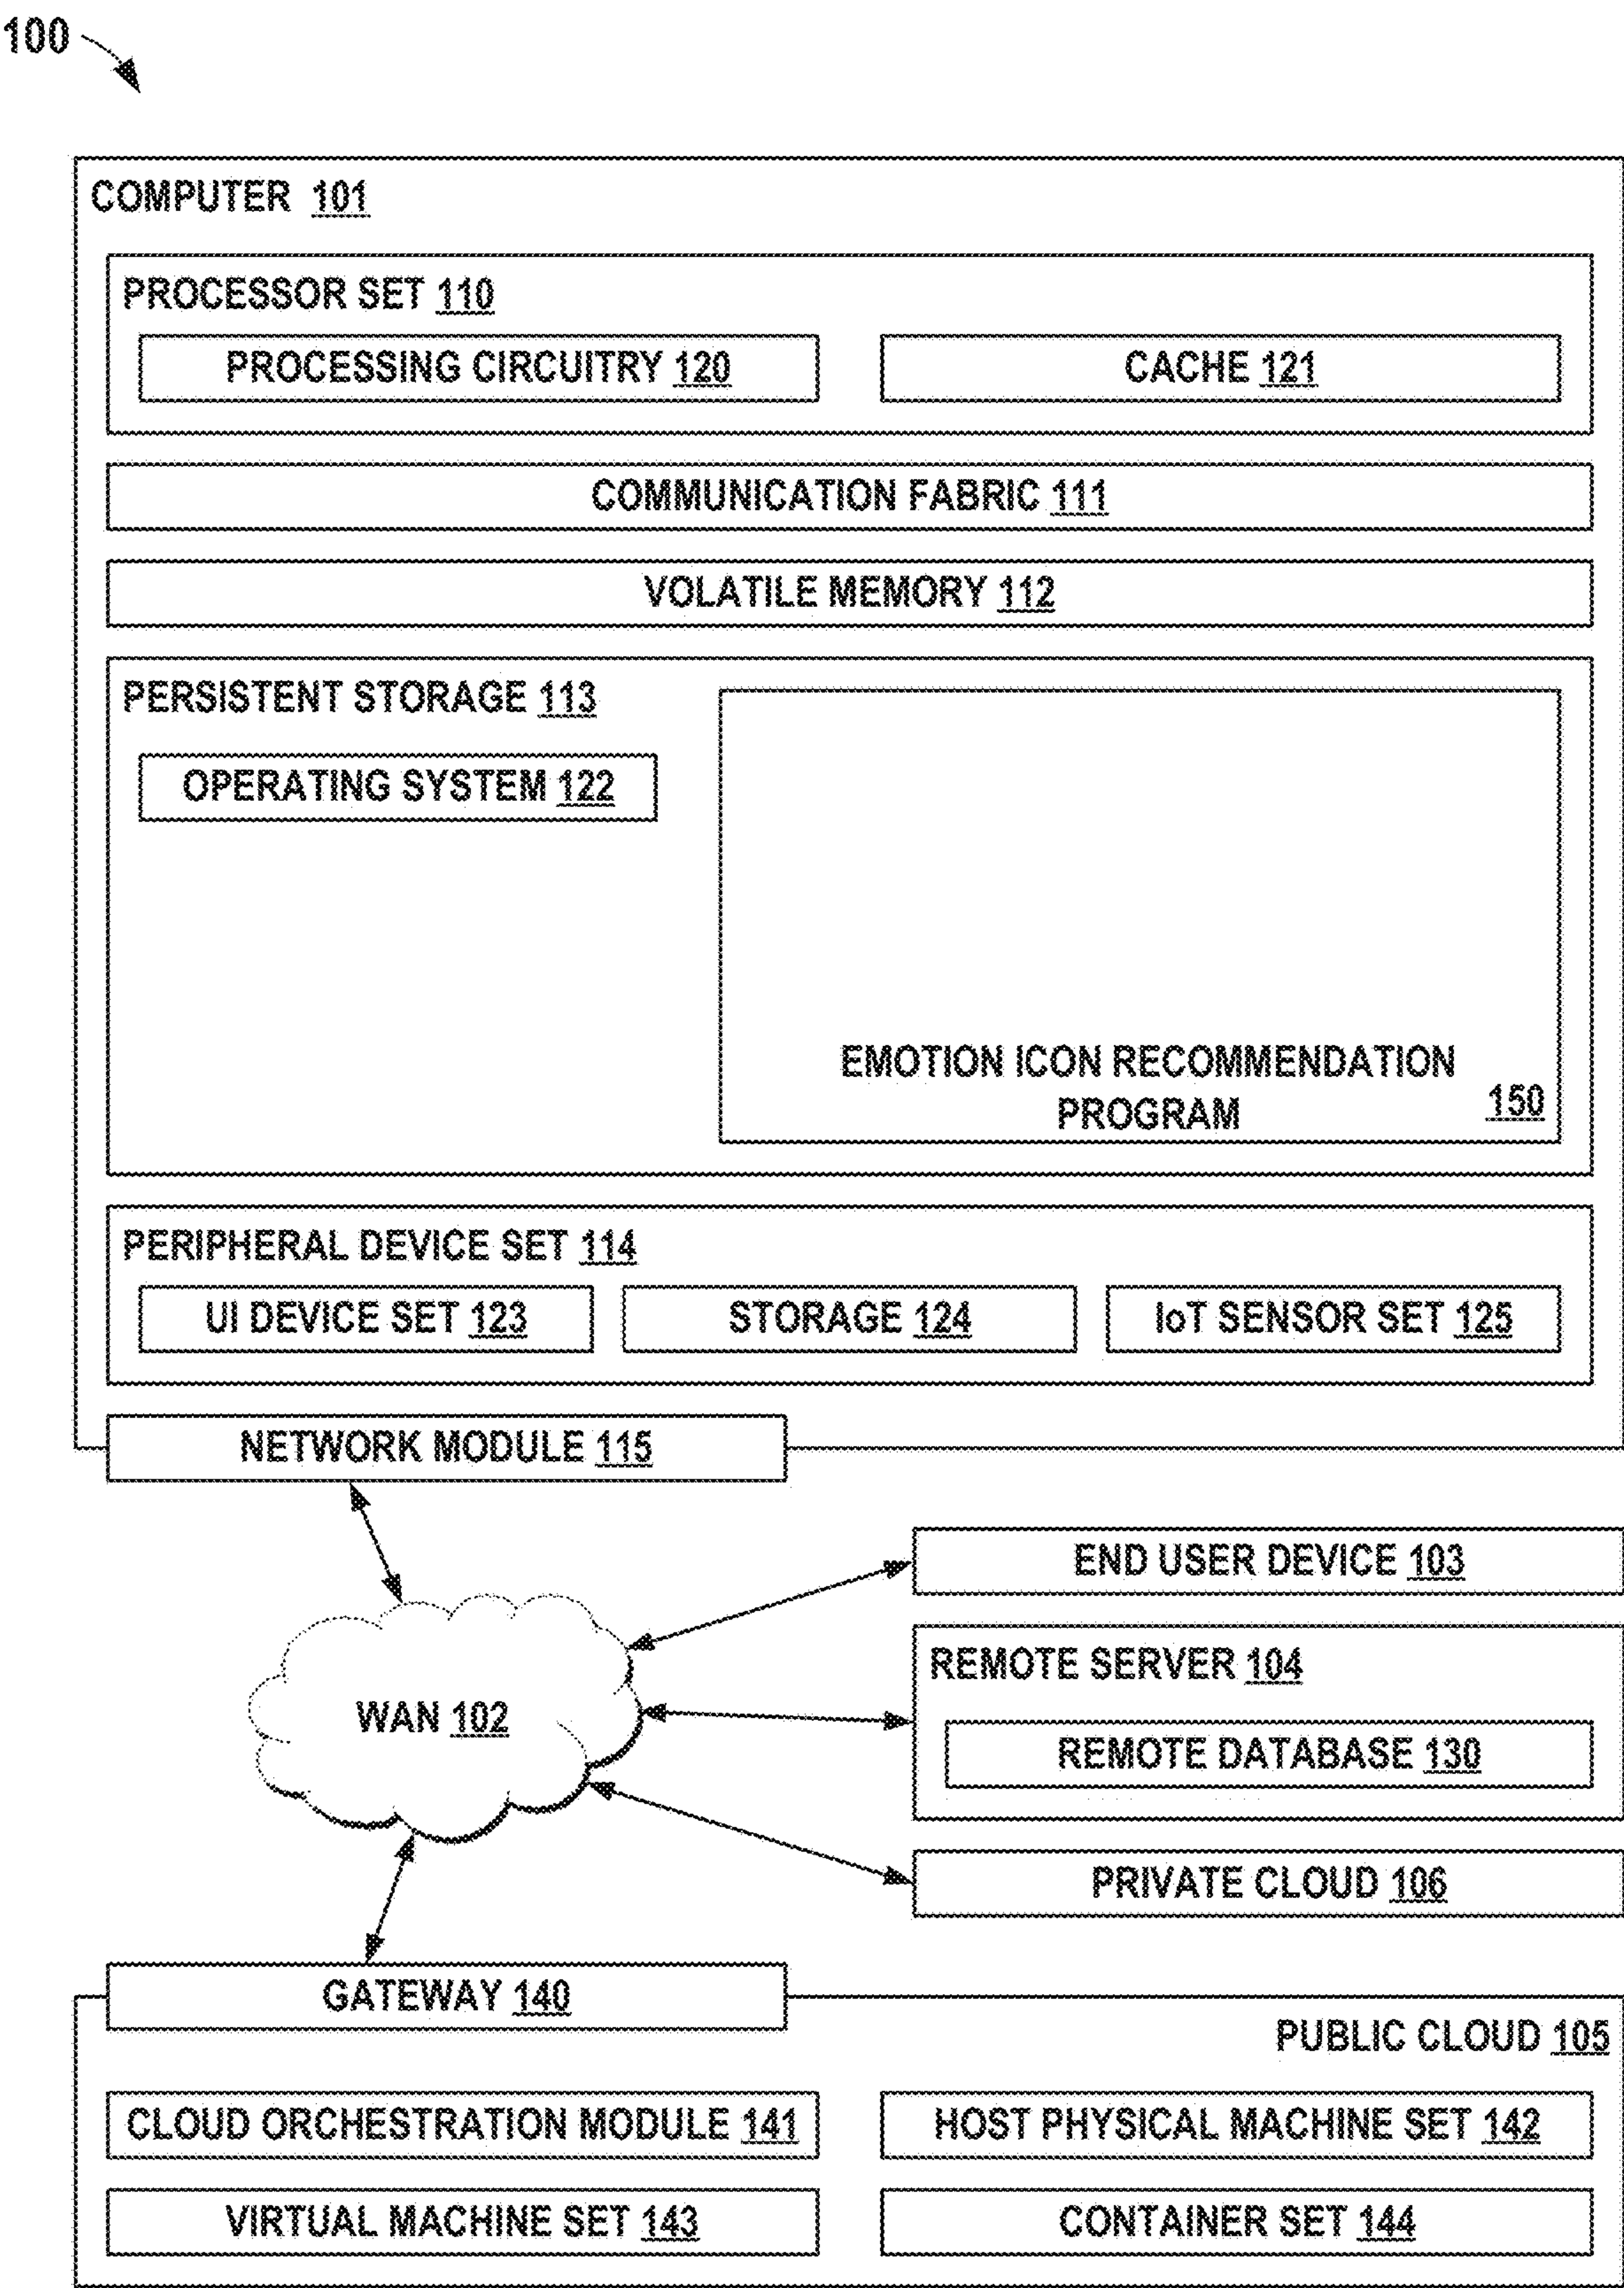 100
COMPUTER 101
PROCESSOR SET 110
PROCESSING CIRCUITRY 120
CACHE 121
COMMUNICATION FABRIC 111
VOLATILE MEMORY 112
PERSISTENT STORAGE 113
OPERATING SYSTEM 122
EMOTION ICON RECOMMENDATION
PROGRAM
150
PERIPHERAL DEVICE SET 114
UI DEVICE SET 123
STORAGE 124
IoT SENSOR SET 125
NETWORK MODULE 115
END USER DEVICE 103
REMOTE SERVER 104
WAN 102
REMOTE DATABASE 130
PRIVATE CLOUD 106
GATEWAY 140
PUBLIC CLOUD 105
CLOUD ORCHESTRATION MODULE 141
HOST PHYSICAL MACHINE SET 142
VIRTUAL MACHINE SET 143
CONTAINER SET 144